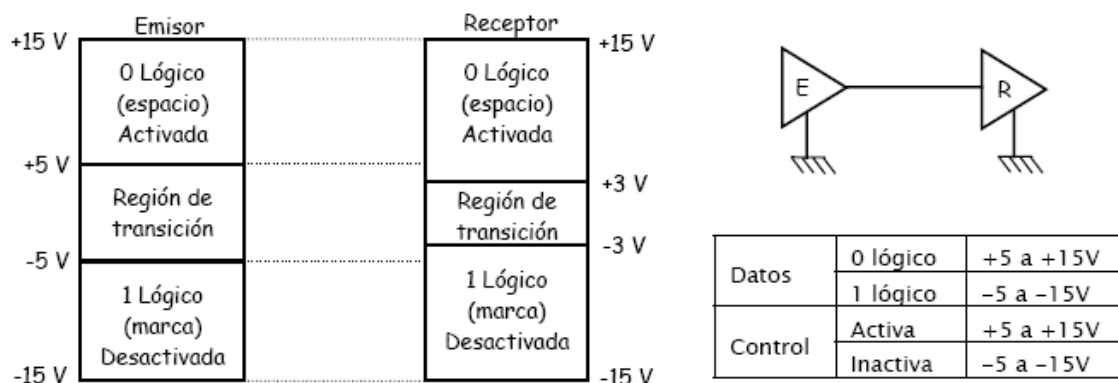 Emisor
Receptor
+15 V
0 Lógico
(espacio)
Activada
+5 V
Región de
transición
-5 V
1 Lógico
(marca)
Desactivada
-15 V
0 Lógico
(espacio)
Activada
Región de
transición
1 Lógico
(marca)
Desactivada
+15 V
+3 V
-3 V
-15 V
E
R
Datos
0 lógico
+5 a +15V
1 lógico
-5 a -15V
Control
Activa
+5 a +15V
Inactiva
-5 a -15V